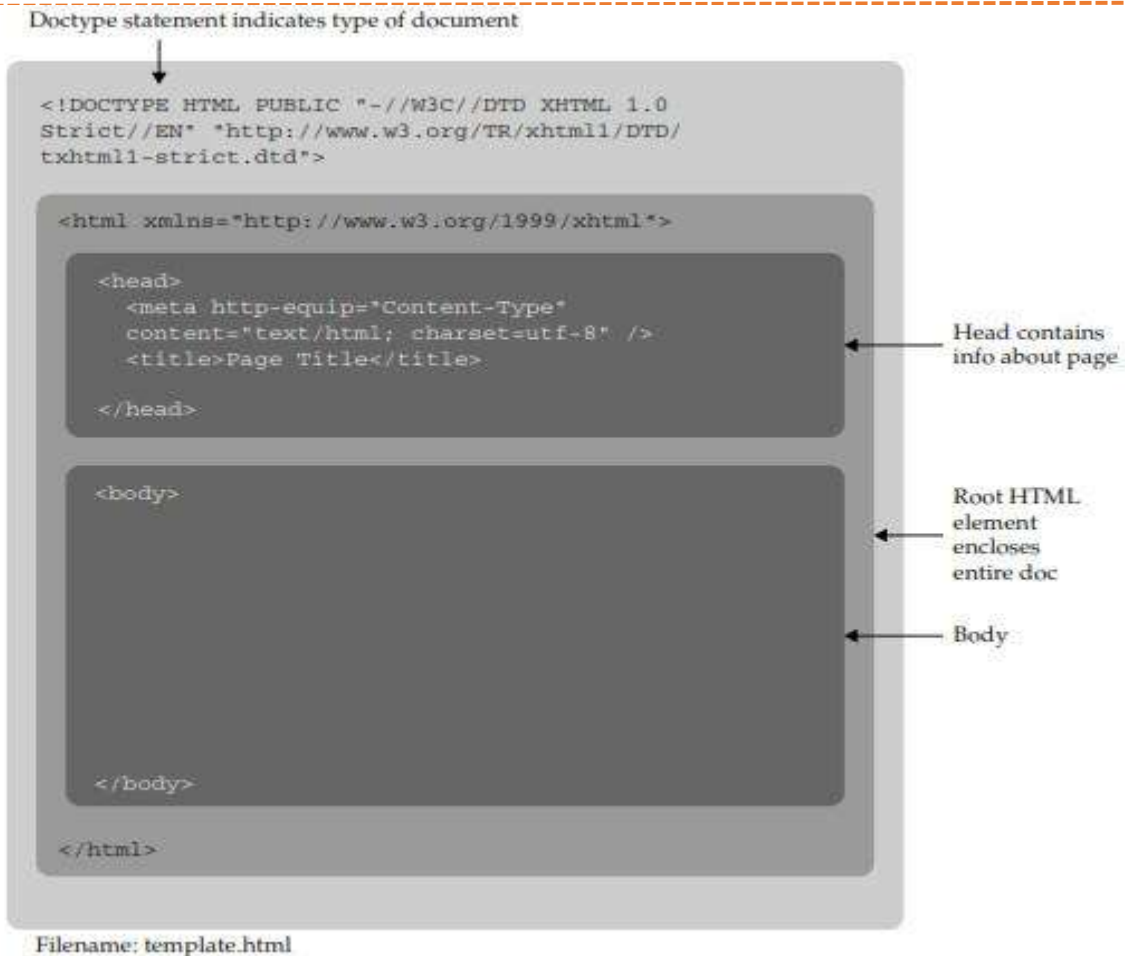 Doctype statement indicates type of document
<!DOCTYPE HTML PUBLIC "-//W3C//DTD XHTML 1.0
Strict//EN" "http://www.w3.org/TR/xhtml1/DTD/
txhtml1-strict.dtd">
<html xmlns="http://www.w3.org/1999/xhtml">
<head>
<meta http-equip="Content-Type"
content="text/html; charset=utf-8" />
<title>Page Title</title>
</head>
Head contains
info about page
<body>
Root HTML
element
encloses
entire doc
Body
</body>
</html>
Filename: template.html